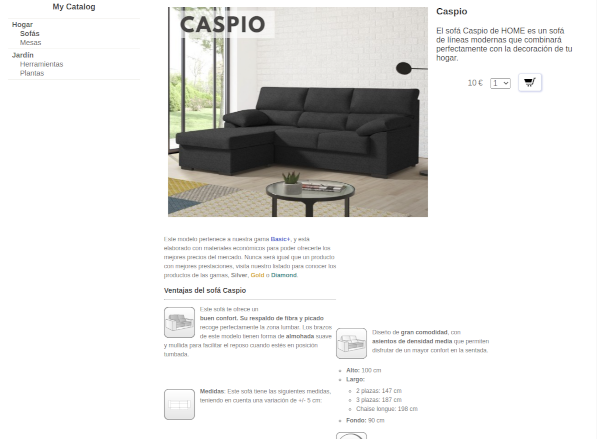 My Catalog
Hogar
Sofás
Mesas
Jardín
Herramientas
Plantas
CASPIO
Caspio
El sofá Caspio de HOME es un sofá
de líneas modernas que combinará
perfectamente con la decoración de tu
hogar.
10 € 1
Este modelo pertenece a nuestra gama Basic+, y está
elaborado con materiales económicos para poder ofrecerte los
mejores precios del mercado. Nunca será igual que un producto
con mejores prestaciones, visita nuestro listado para conocer los
productos de las gamas, Silver, Gold o Diamond.
Ventajas del sofá Caspio
Este sofá te ofrece un
buen confort. Su respaldo de fibra y picado
recoge perfectamente la zona lumbar. Los brazos
de este modelo tienen forma de almohada suave
y mullida para facilitar el reposo cuando estés en posición
tumbada.
Diseño de gran comodidad, con
asientos de densidad media que permiten
disfrutar de un mayor confort en la sentada.
Medidas: Este sofá tiene las siguientes medidas,
teniendo en cuenta una variación de +/- 5 cm:
Alto: 100 cm
Largo:
2 plazas: 147 cm
3 plazas: 187 cm
Chaise longue: 198 cm
Fondo: 90 cm